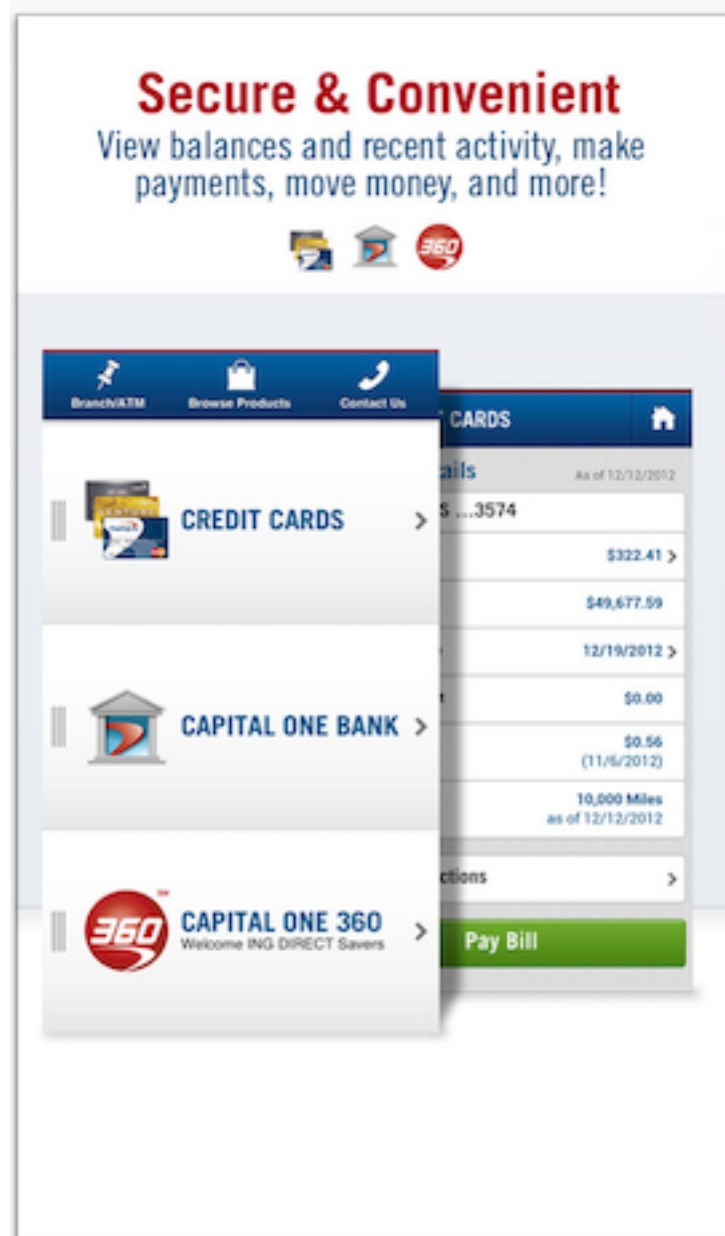 Secure & Convenient
View balances and recent activity, make
payments, move money, and more!
360
Branch/ATM
Browse Products
Contact Us
CREDIT CARDS
CAPITAL ONE BANK
360
CAPITAL ONE 360
Welcome ING DIRECT Savers
CARDS
As of 12/12/2012
...3574
$322.41
$49,677.59
12/19/2012
$0.00
$0.56
(11/6/2012)
10,000 Miles
as of 12/12/2012
Pay Bill